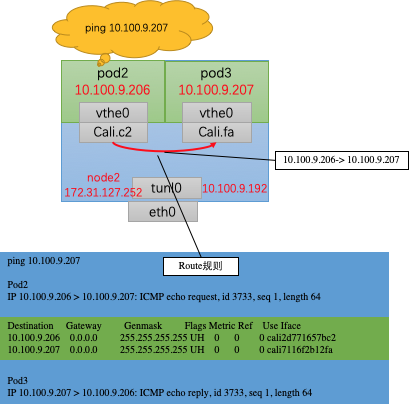 ping 10.100.9.207
pod2
10.100.9.206
pod3
10.100.9.207
vthe0
vthe0
Cali.c2
Cali.fa
10.100.9.206-> 10.100.9.207
node2
172.31.127.252
tunl0
10.100.9.192
eth0
Route规则
ping 10.100.9.207
Pod2
IP 10.100.9.206 > 10.100.9.207: ICMP echo request, id 3733, seq 1, length 64
Destination Gateway Genmask Flags Metric Ref Use Iface
10.100.9.206 0.0.0.0 255.255.255.255 UH 0 0 0 cali2d771657bc2
10.100.9.207 0.0.0.0 255.255.255.255 UH 0 0 0 cali7116f2b12fa
Pod3
IP 10.100.9.207 > 10.100.9.206: ICMP echo reply, id 3733, seq 1, length 64